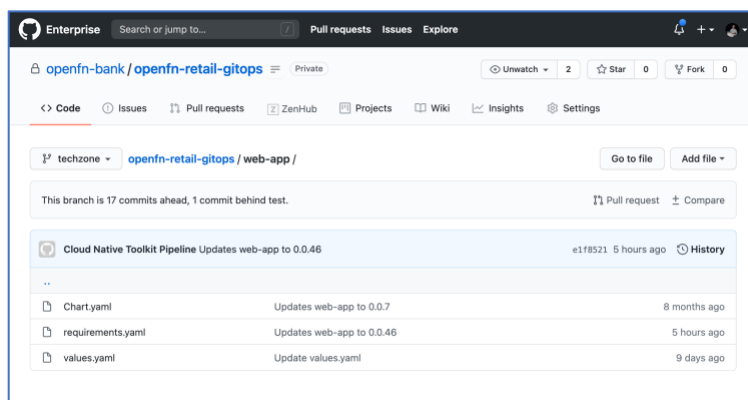 Enterprise Search or jump to... / Pull requests Issues Explore
openfn-bank / openfn-retail-gitops Private Unwatch 2 Star 0 Fork 0
Code Issues Pull requests ZenHub Projects Wiki Insights Settings
techzone openfn-retail-gitops / web-app / Go to file Add file
This branch is 17 commits ahead, 1 commit behind test. Pull request Compare
Cloud Native Toolkit Pipeline Updates web-app to 0.0.46 e1f8521 5 hours ago History
..
Chart.yaml Updates web-app to 0.0.7 8 months ago
requirements.yaml Updates web-app to 0.0.46 5 hours ago
values.yaml Update values.yaml 9 days ago